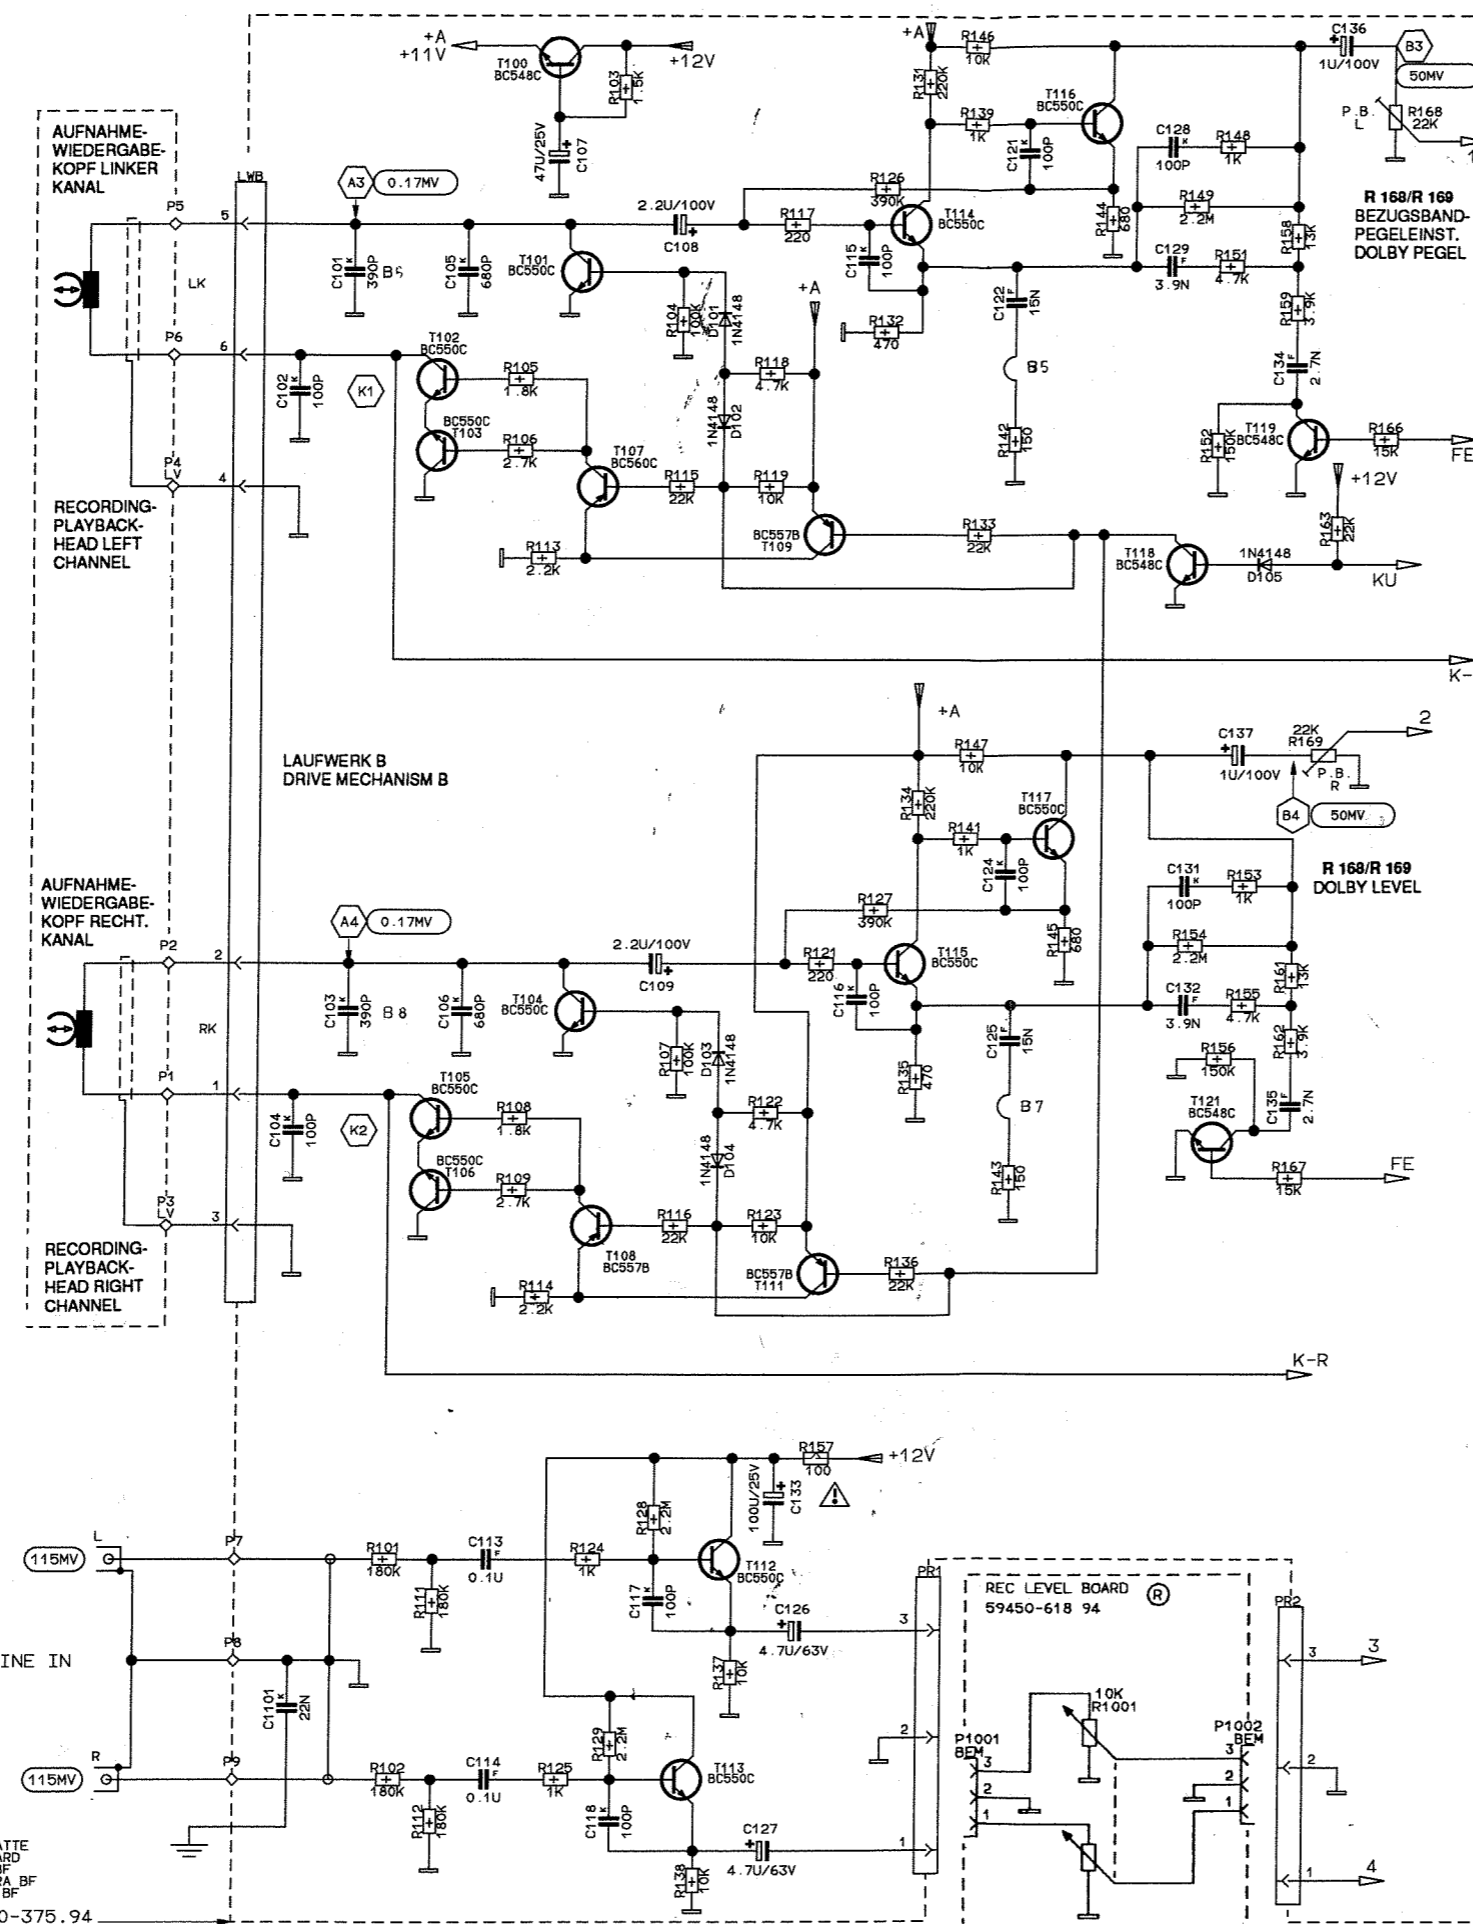 +A
+11V
T100
BC548C
R103
1.5K
+12V
47U/25V
C107
+A
R146
10K
R131
220K
R139
1K
T116
BC550C
C121
100P
C136
1U/100V
B3
50MV
P.B.
L
R168
22K
C128
100P
R148
1K
R149
2.2M
R 168/R 169
BEZUGSBAND-
PEGELEINST.
DOLBY PEGEL
AUFNAHME-
WIEDERGABE-
KOPF LINKER
KANAL
LWB
P5
5
A3
0.17MV
2.2U/100V
C108
R117
220
R126
390K
T114
BC550C
C115
100P
R144
680
R158
13K
C129
3.9N
R151
4.7K
LK
C101
390P
C105
680P
T101
BC550C
R104
100K
D101
1N4148
+A
R132
470
C122
15N
R159
3.9K
C134
2.7N
P6
6
C102
100P
K1
T102
BC550C
R105
1.8K
BC550C
T103
R106
2.7K
R118
4.7K
1N4148
D102
B5
R142
150
R152
150K
T119
BC548C
R166
15K
FE
P4
LV
4
T107
BC560C
R115
22K
R119
10K
+12V
R163
22K
RECORDING-
PLAYBACK-
HEAD LEFT
CHANNEL
R113
2.2K
BC557B
T109
R133
22K
T118
BC548C
1N4148
D105
KU
K-
+A
LAUFWERK B
DRIVE MECHANISM B
R147
10K
R134
220K
R141
1K
T117
BC550C
C124
100P
C137
1U/100V
22K
R169
P.B.
R
2
B4
50MV
R 168/R 169
DOLBY LEVEL
AUFNAHME-
WIEDERGABE-
KOPF RECHT.
KANAL
P2
2
A4
0.17MV
2.2U/100V
C109
R121
220
R127
390K
T115
BC550C
C116
100P
R145
680
C131
100P
R153
1K
R154
2.2M
R161
13K
C132
3.9N
R155
4.7K
RK
C103
390P
B8
C106
680P
T104
BC550C
R107
100K
D103
1N4148
R135
470
C125
15N
R162
3.9K
R156
150K
P1
1
C104
100P
K2
T105
BC550C
R108
1.8K
BC550C
T106
R109
2.7K
R122
4.7K
1N4148
D104
B7
R143
150
T121
BC548C
C135
2.7N
R167
15K
FE
P3
LV
3
T108
BC557B
R116
22K
R123
10K
RECORDING-
PLAYBACK-
HEAD RIGHT
CHANNEL
R114
2.2K
BC557B
T111
R136
22K
K-R
R157
100
+12V
R128
2.2M
100U/25V
C133
L
115MV
P7
R101
180K
R111
180K
C113
0.1U
R124
1K
T112
BC550C
C117
100P
C126
4.7U/63V
PR1
3
REC LEVEL BOARD
59450-618 94
R
PR2
INE IN
P8
C1101
22N
R137
10K
3
3
2
P1001
BEM
3
2
1
10K
R1001
P1002
BEM
3
2
1
2
R
115MV
P9
R102
180K
R112
180K
C114
0.1U
R125
1K
R129
2.2M
T113
BC550C
C118
100P
C127
4.7U/63V
1
R138
10K
1
4
ATTE
ARD
BF
RA BF
BF
0-375.94